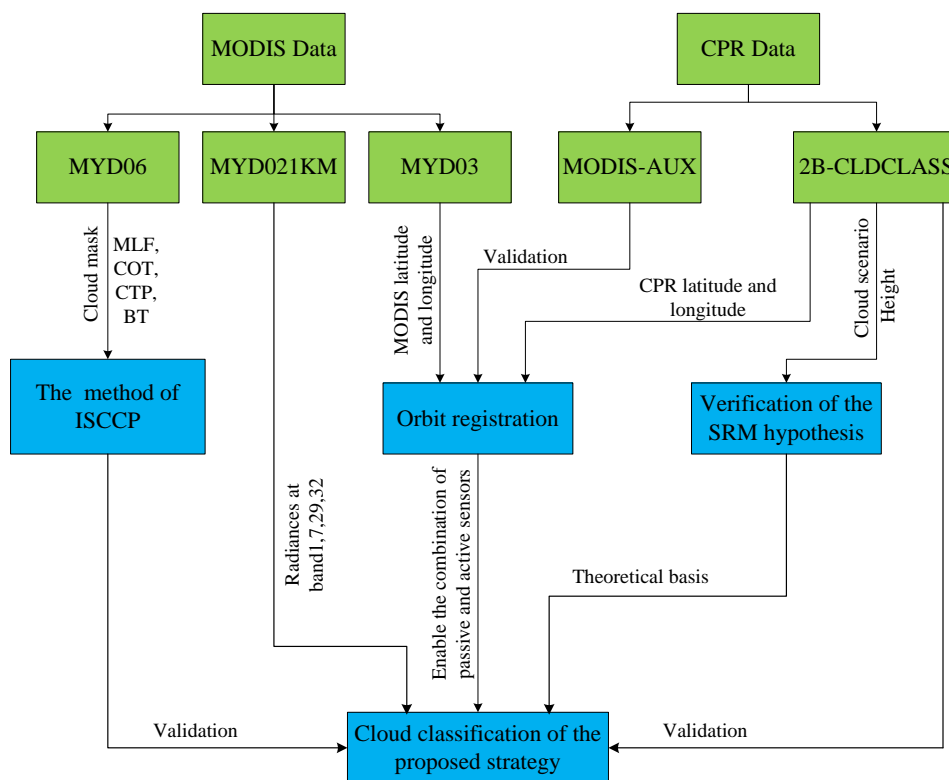 MODIS Data
CPR Data
MYD06
MYD021KM
MYD03
MODIS-AUX
2B-CLDCLASS
Cloud mask
MLF,
COT,
CTP,
BT
MODIS latitude
and longitude
Validation
CPR latitude and
longitude
Cloud scenario
Height
The method of
ISCCP
Orbit registration
Verification of the
SRM hypothesis
Radiances at
band1,7,29,32
Enable the combination of
passive and active sensors
Theoretical basis
Validation
Cloud classification of the
proposed strategy
Validation